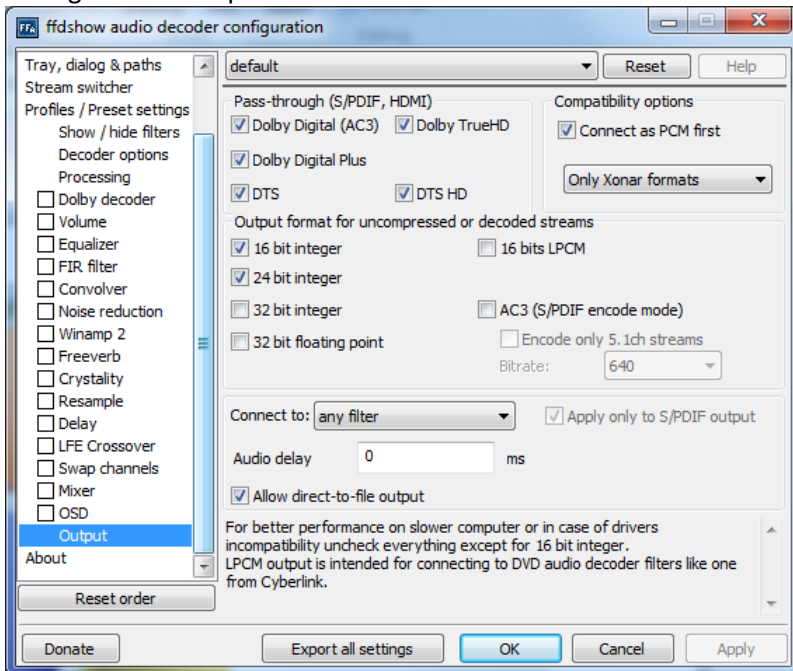 FFa ffdshow audio decoder configuration
Tray, dialog & paths
Stream switcher
Profiles / Preset settings
Show / hide filters
Decoder options
Processing
Dolby decoder
Volume
Equalizer
FIR filter
Convolver
Noise reduction
Winamp 2
Freeverb
Crystality
Resample
Delay
LFE Crossover
Swap channels
Mixer
OSD
Output
About
Reset order
default
Reset
Help
Pass-through (S/PDIF, HDMI)
Dolby Digital (AC3) Dolby TrueHD
Dolby Digital Plus
DTS DTS HD
Compatibility options
Connect as PCM first
Only Xonar formats
Output format for uncompressed or decoded streams
16 bit integer 16 bits LPCM
24 bit integer
32 bit integer AC3 (S/PDIF encode mode)
32 bit floating point Encode only 5.1ch streams
Bitrate: 640
Connect to: any filter Apply only to S/PDIF output
Audio delay 0 ms
Allow direct-to-file output
For better performance on slower computer or in case of drivers
incompatibility uncheck everything except for 16 bit integer.
LPCM output is intended for connecting to DVD audio decoder filters like one
from Cyberlink.
Donate Export all settings OK Cancel Apply